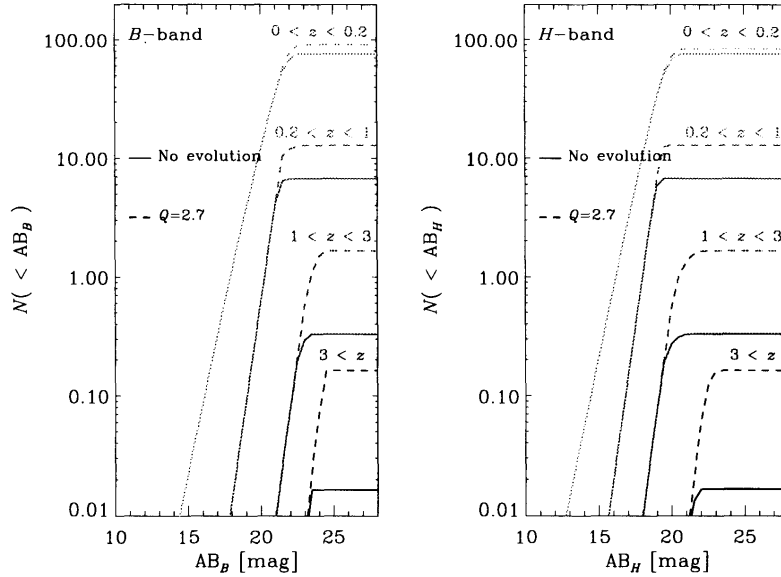 B-band
0 < z < 0.2
0.2 < z < 1
No evolution
Q=2.7
1 < z < 3
3 < z
100.00
10.00
1.00
0.10
0.01
N( < AB_B )
10 15 20 25
AB_B [mag]
H-band
0 < z < 0.2
0.2 < z < 1
No evolution
Q=2.7
1 < z < 3
3 < z
100.00
10.00
1.00
0.10
0.01
N( < AB_H )
10 15 20 25
AB_H [mag]